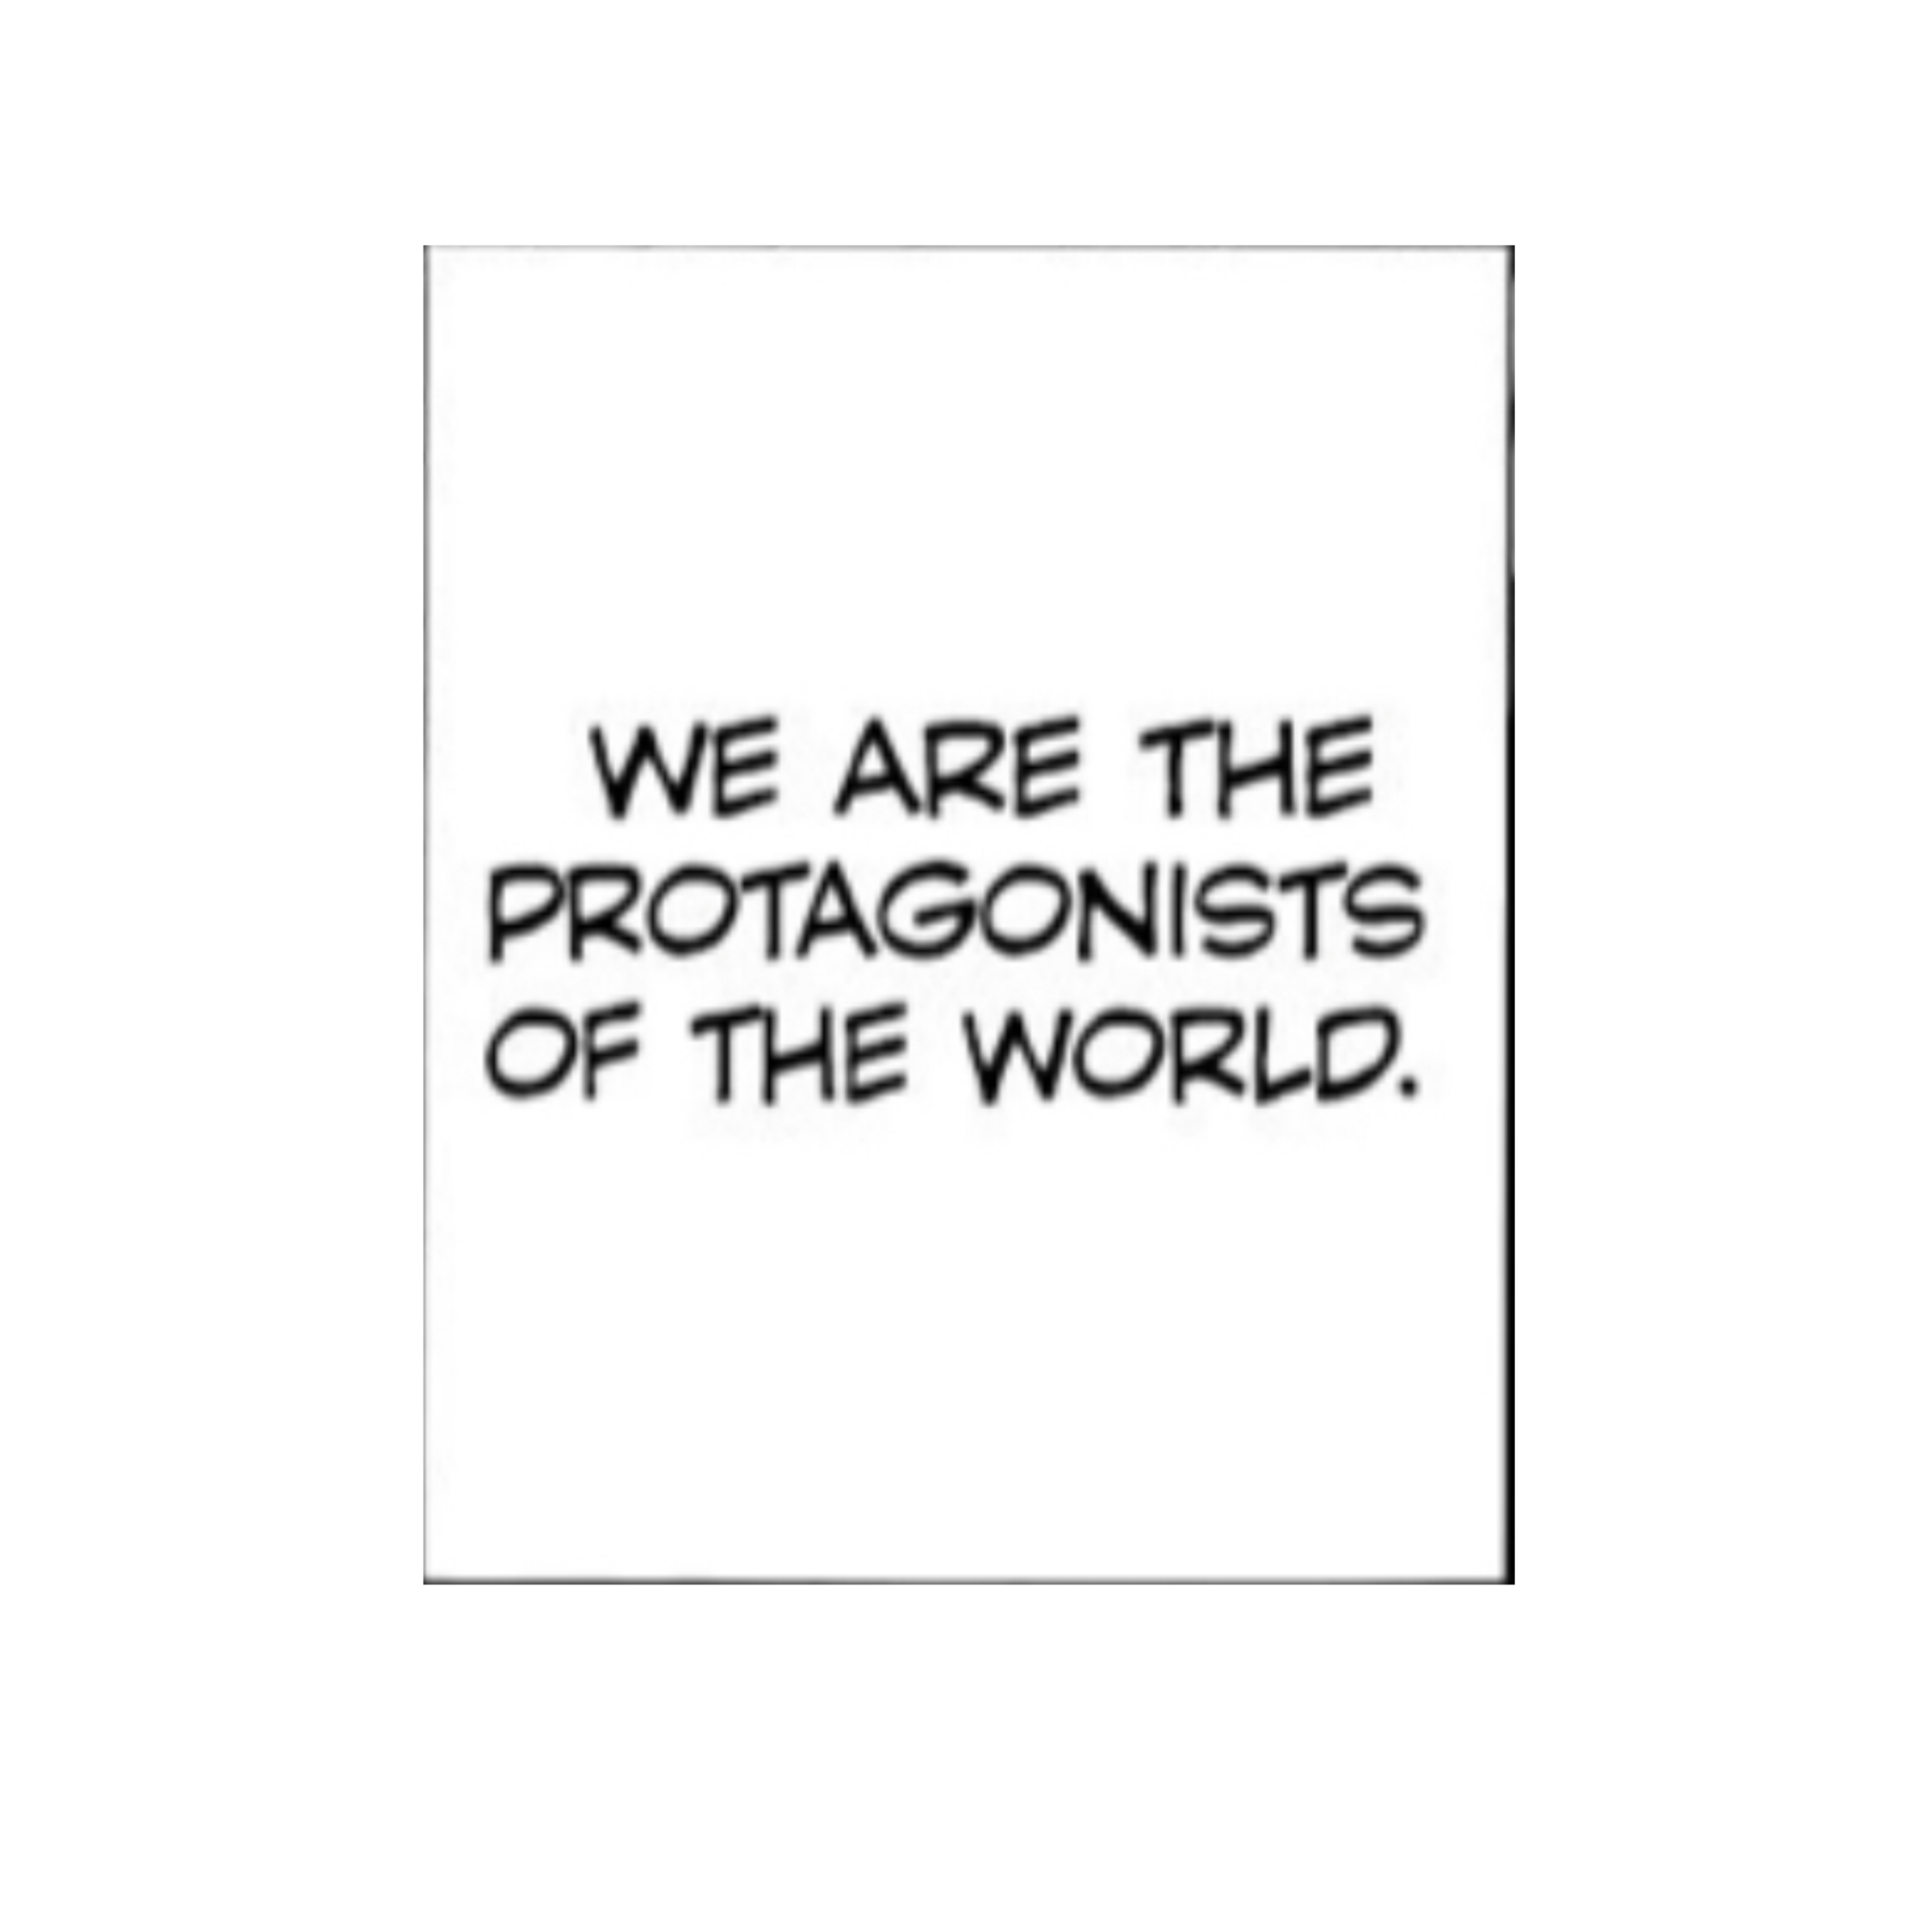 WE ARE THE
PROTAGONISTS
OF THE WORLD.